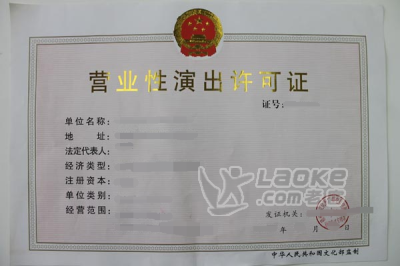 营业性演出许可证
证号：
单位名称：
地 址：
法定代表人：
经济类型：
注册资本：
单位类别：
经营范围：
LAOKE
.com老客
发证机关：
年 月 日
中华人民共和国文化部监制